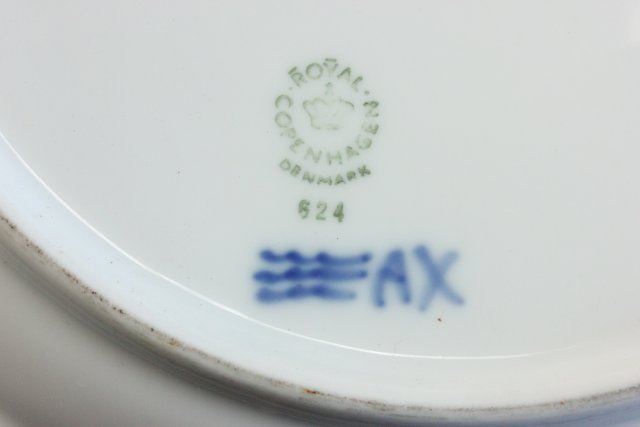 ROYAL
COPENHAGEN
DENMARK
624
AX